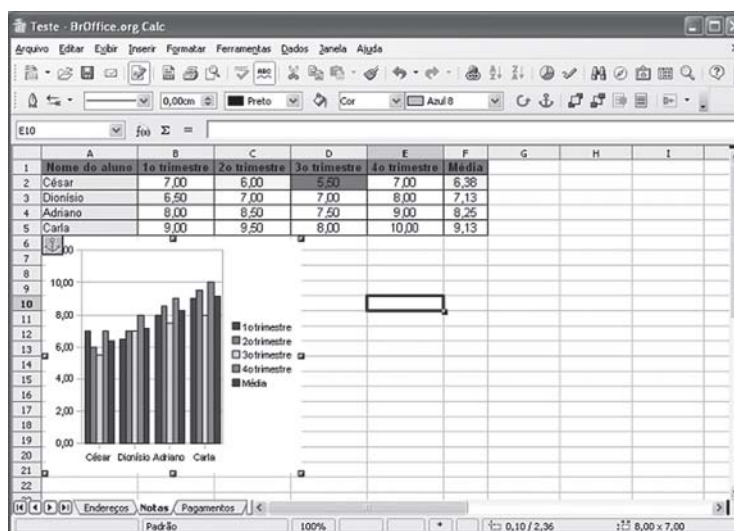 Teste - BrOffice.org Calc
Arquivo Editar Exibir Inserir Formatar Ferramentas Dados Janela Ajuda
0,00cm Preto Cor Azul 8
E10 f(x) Σ =
A B C D E F G H I
1 Nome do aluno 1o trimestre 2o trimestre 3o trimestre 4o trimestre Média
2 César 7,00 6,00 5,50 7,00 6,38
3 Dionísio 6,50 7,00 7,00 8,00 7,13
4 Adriano 8,00 8,50 7,50 9,00 8,25
5 Carla 9,00 9,50 8,00 10,00 9,13
6
7
8
9
10
11
12
13
14
15
16
17
18
19
20
21
22
10,00
8,00
6,00
4,00
2,00
0,00
César Dionísio Adriano Carla
1o trimestre
2o trimestre
3o trimestre
4o trimestre
Média
Endereços Notas Pagamentos
Padrão 100% * 0,10 / 2,36 8,00 x 7,00